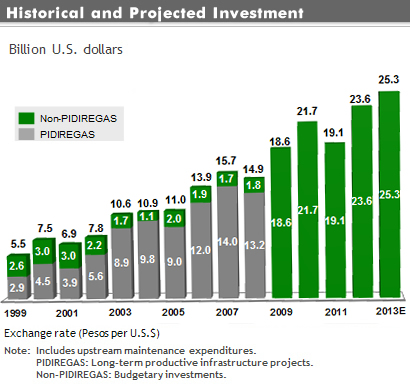 Historical and Projected Investment
Billion U.S. dollars
Non-PIDIREGAS
PIDIREGAS
5.5 7.5 6.9 7.8 10.6 10.9 11.0 13.9 15.7 14.9 18.6 21.7 19.1 23.6 25.3
2.6 3.0 3.0 2.2 1.7 1.1 2.0 1.9 1.7 1.8 18.6 21.7 19.1 23.6 25.3
2.9 4.5 3.9 5.6 8.9 9.8 9.0 12.0 14.0 13.2
1999 2001 2003 2005 2007 2009 2011 2013E
Exchange rate (Pesos per U.S.S)
Note: Includes upstream maintenance expenditures.
PIDIREGAS: Long-term productive infrastructure projects.
Non-PIDIREGAS: Budgetary investments.